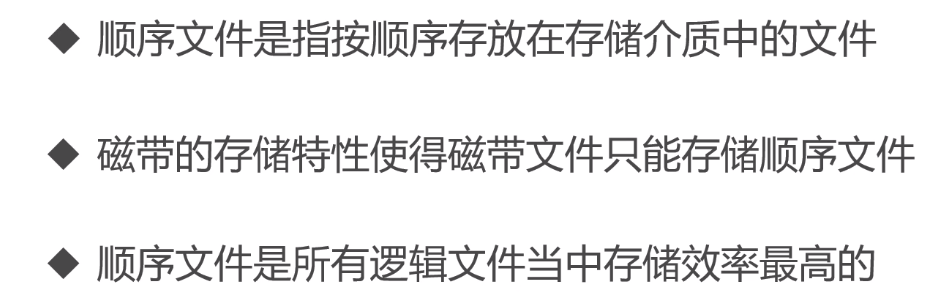 ◆ 顺序文件是指按顺序存放在存储介质中的文件
◆ 磁带的存储特性使得磁带文件只能存储顺序文件
◆ 顺序文件是所有逻辑文件当中存储效率最高的